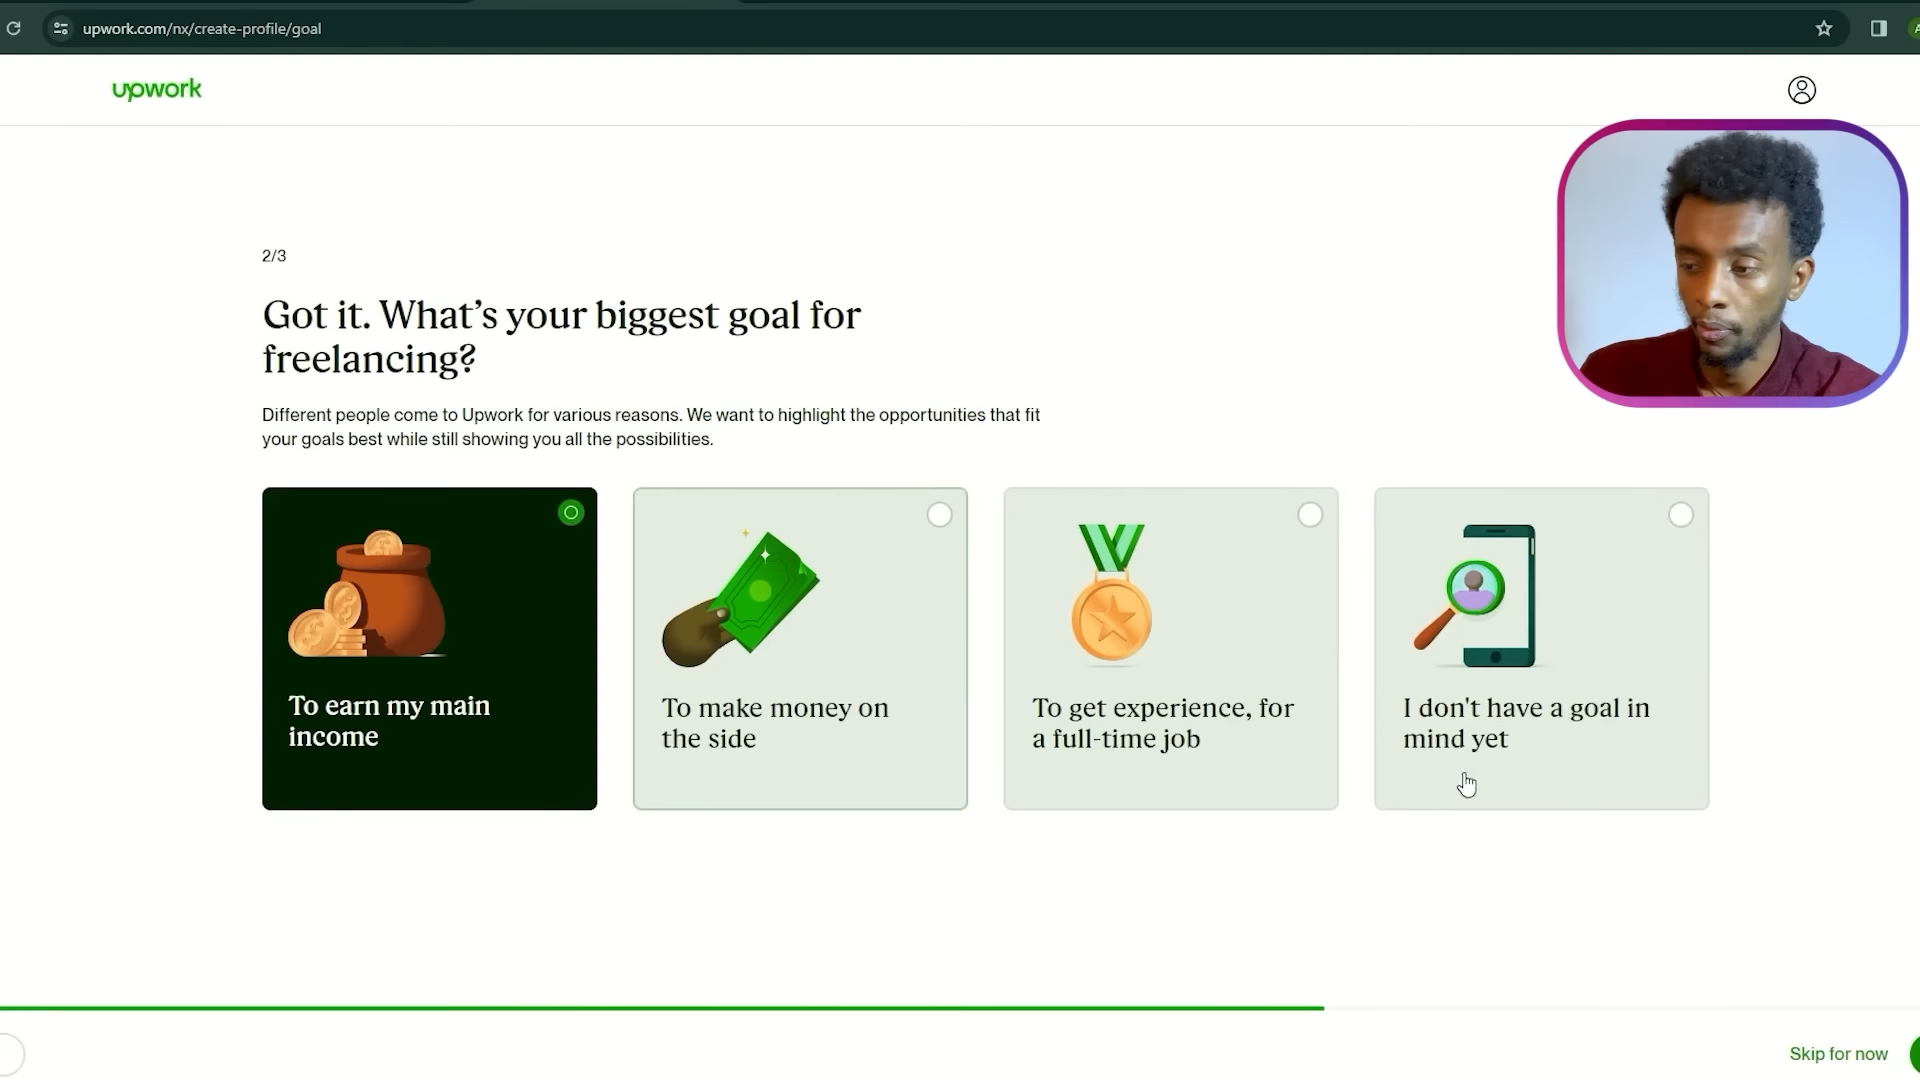 upwork.com/nx/create-profile/goal
upwork
2/3
Got it. What's your biggest goal for
freelancing?
Different people come to Upwork for various reasons. We want to highlight the opportunities that fit
your goals best while still showing you all the possibilities.
To earn my main
income
To make money on
the side
To get experience, for
a full-time job
I don't have a goal in
mind yet
Skip for now